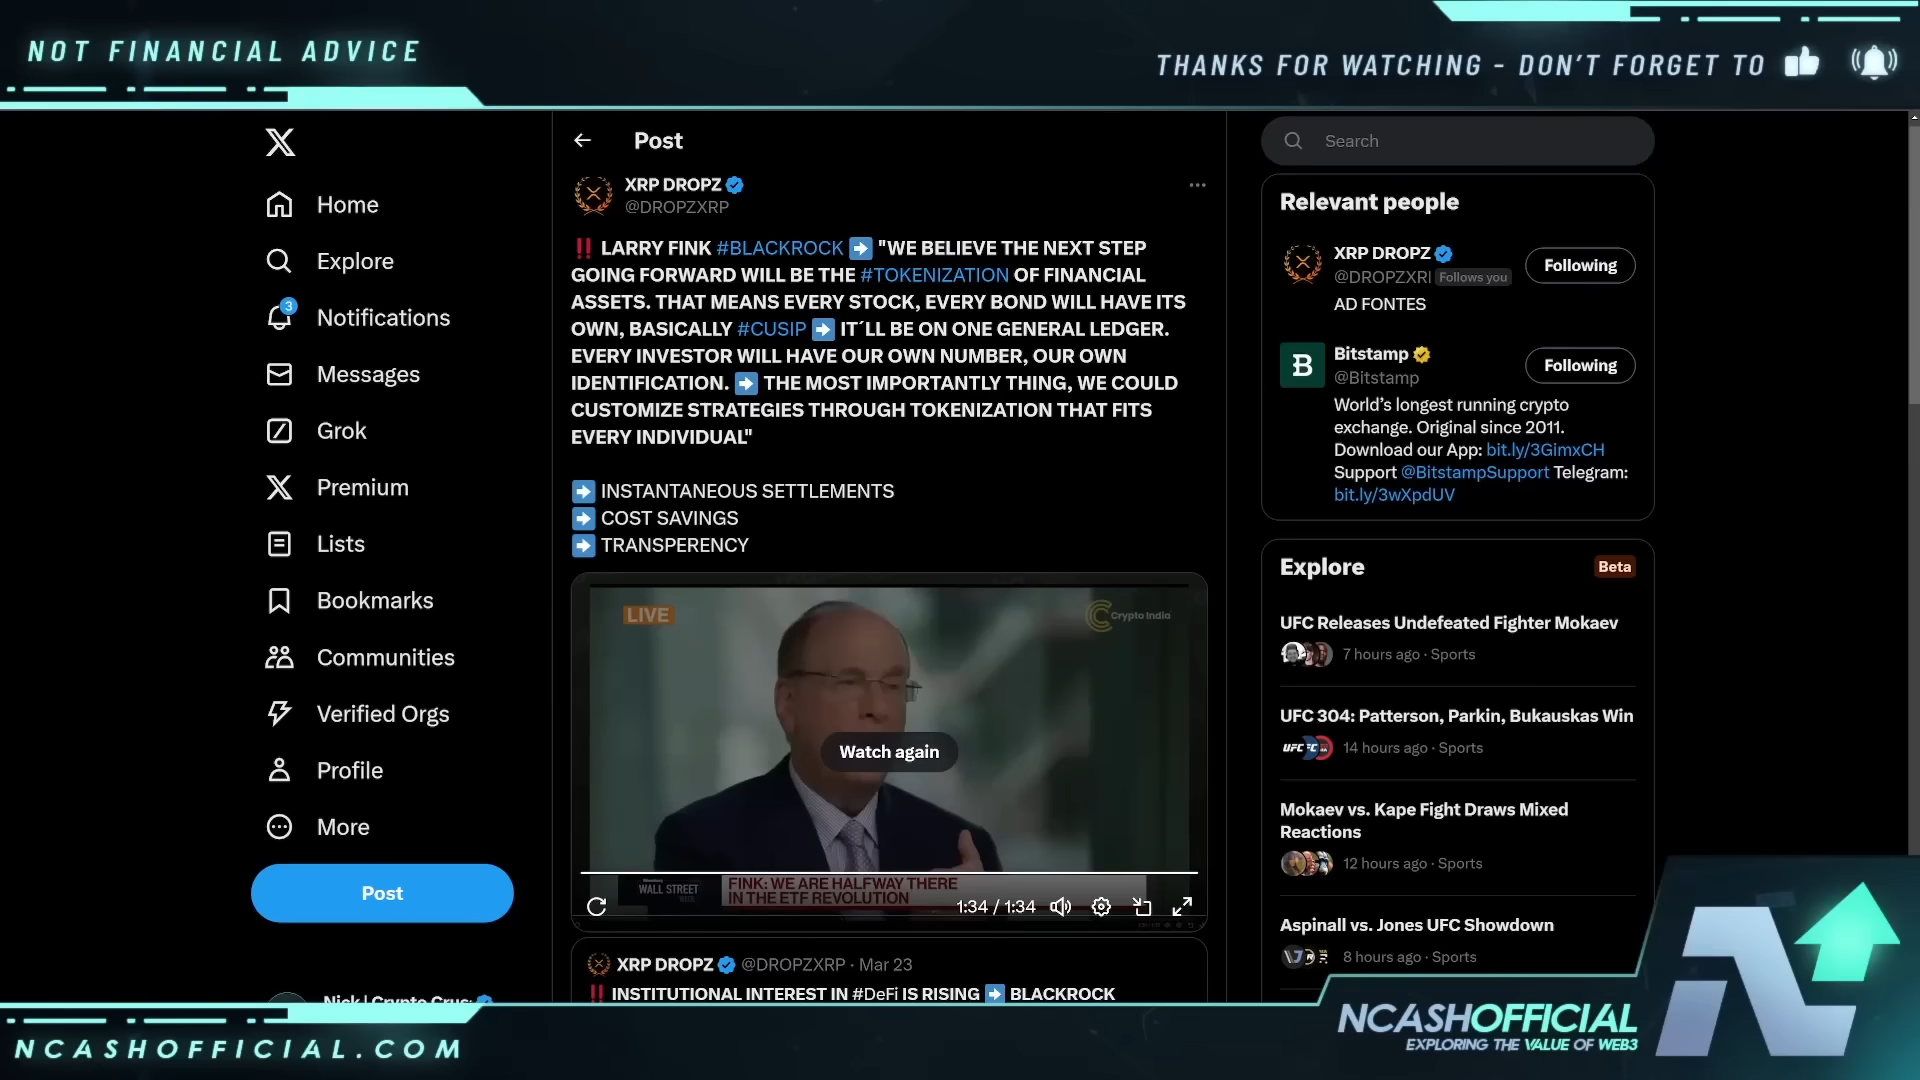 NOT FINANCIAL ADVICE
THANKS FOR WATCHING - DON'T FORGET TO
Home
Explore
3
Notifications
Messages
Grok
Premium
Lists
Bookmarks
Communities
Verified Orgs
Profile
More
Post
Post
XRP DROPZ
@DROPZXRP
‼️ LARRY FINK #BLACKROCK ➡️ "WE BELIEVE THE NEXT STEP
GOING FORWARD WILL BE THE #TOKENIZATION OF FINANCIAL
ASSETS. THAT MEANS EVERY STOCK, EVERY BOND WILL HAVE ITS
OWN, BASICALLY #CUSIP ➡️ IT´LL BE ON ONE GENERAL LEDGER.
EVERY INVESTOR WILL HAVE OUR OWN NUMBER, OUR OWN
IDENTIFICATION. ➡️ THE MOST IMPORTANTLY THING, WE COULD
CUSTOMIZE STRATEGIES THROUGH TOKENIZATION THAT FITS
EVERY INDIVIDUAL"
➡️ INSTANTANEOUS SETTLEMENTS
➡️ COST SAVINGS
➡️ TRANSPERENCY
LIVE
Crypto India
Watch again
WALL STREET
FINK: WE ARE HALFWAY THERE
IN THE ETF REVOLUTION
1:34 / 1:34
XRP DROPZ @DROPZXRP · Mar 23
‼️ INSTITUTIONAL INTEREST IN #DeFi IS RISING ➡️ BLACKROCK
Search
Relevant people
XRP DROPZ
@DROPZXRI Follows you
Following
AD FONTES
Bitstamp
@Bitstamp
Following
World's longest running crypto
exchange. Original since 2011.
Download our App: bit.ly/3GimxCH
Support @BitstampSupport Telegram:
bit.ly/3wXpdUV
Explore
Beta
UFC Releases Undefeated Fighter Mokaev
7 hours ago · Sports
UFC 304: Patterson, Parkin, Bukauskas Win
14 hours ago · Sports
Mokaev vs. Kape Fight Draws Mixed
Reactions
12 hours ago · Sports
Aspinall vs. Jones UFC Showdown
8 hours ago · Sports
NCASHOFFICIAL.COM
NCASHOFFICIAL
EXPLORING THE VALUE OF WEB3